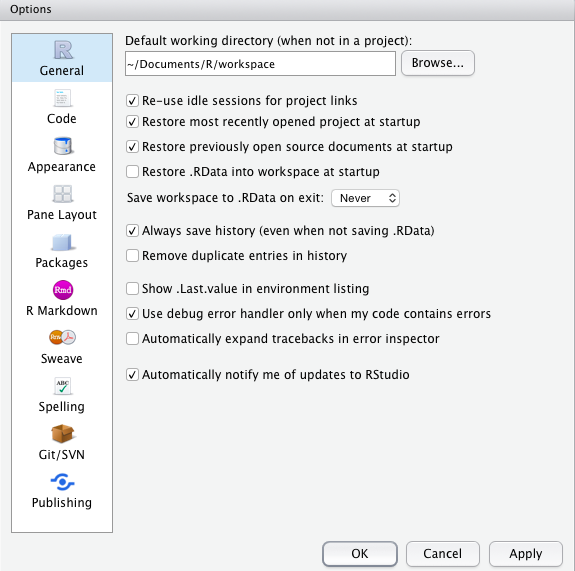 Options
General
Code
Appearance
Pane Layout
Packages
Rmd
R Markdown
Sweave
ABC
Spelling
Git/SVN
Publishing
Default working directory (when not in a project):
~/Documents/R/workspace
Browse...
Re-use idle sessions for project links
Restore most recently opened project at startup
Restore previously open source documents at startup
Restore .RData into workspace at startup
Save workspace to .RData on exit: Never
Always save history (even when not saving .RData)
Remove duplicate entries in history
Show .Last.value in environment listing
Use debug error handler only when my code contains errors
Automatically expand tracebacks in error inspector
Automatically notify me of updates to RStudio
OK Cancel Apply